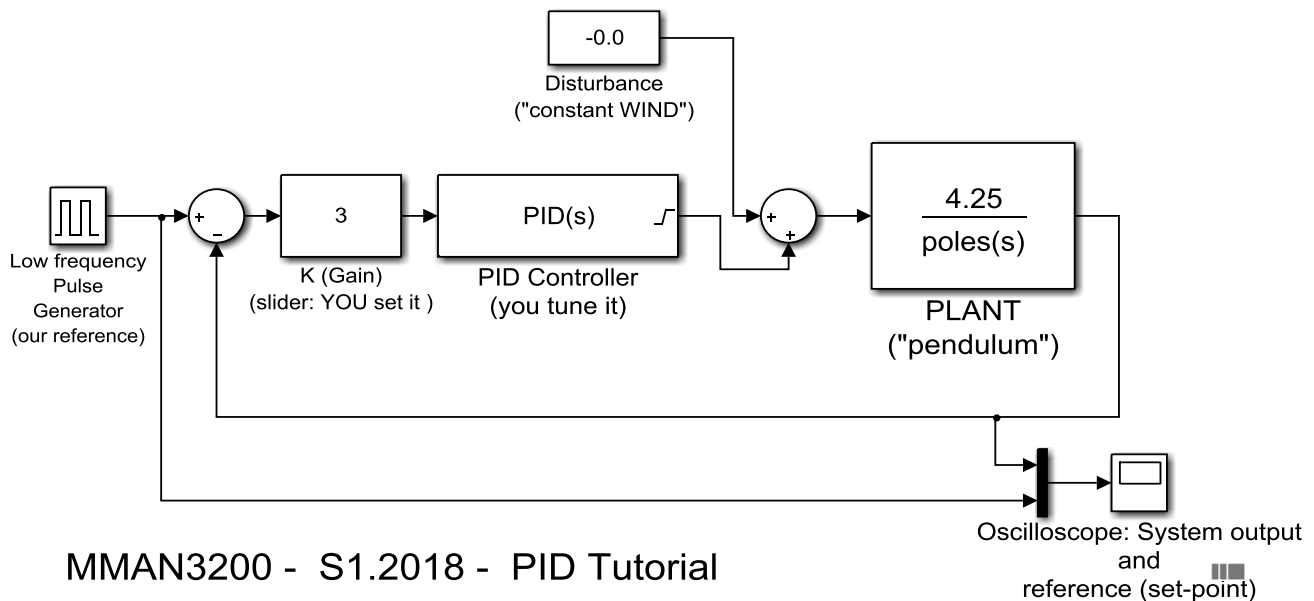 -0.0
Disturbance
("constant WIND")
+
−
3
PID(s)
+
+
4.25
poles(s)
Low frequency
Pulse
Generator
(our reference)
K (Gain)
(slider: YOU set it )
PID Controller
(you tune it)
PLANT
("pendulum")
Oscilloscope: System output
and
reference (set-point)
MMAN3200 - S1.2018 - PID Tutorial